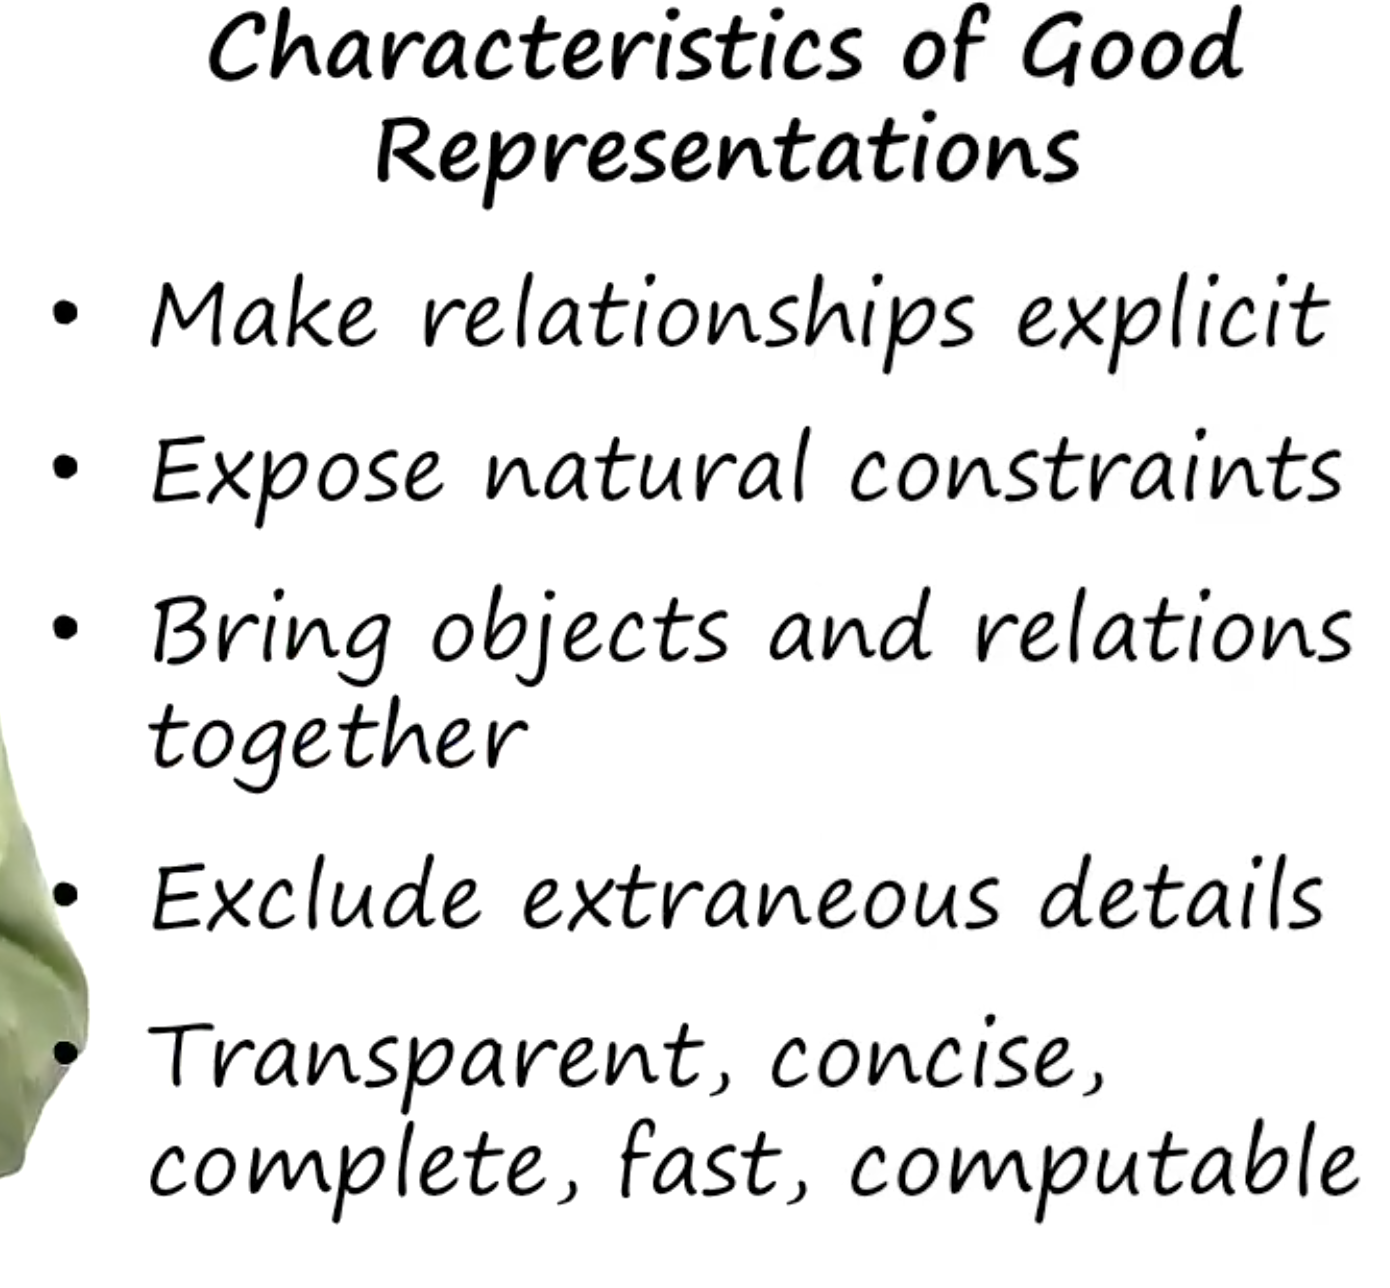 Characteristics of Good
Representations
• Make relationships explicit
• Expose natural constraints
• Bring objects and relations
together
• Exclude extraneous details
• Transparent, concise,
complete, fast, computable